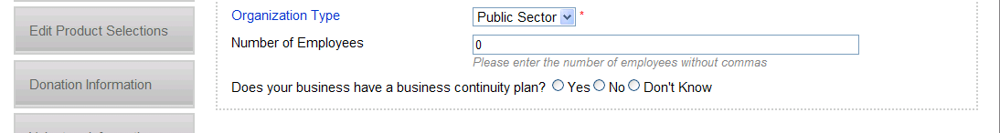 Organization Type
Public Sector *
Edit Product Selections
Number of Employees
0
Please enter the number of employees without commas
Donation Information
Does your business have a business continuity plan? Yes No Don't Know